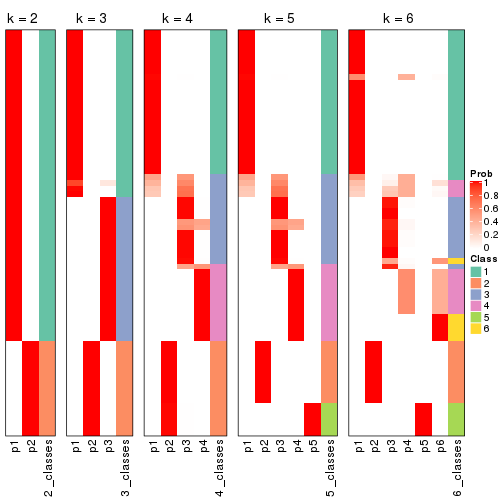 k = 2
k = 3
k = 4
k = 5
k = 6
Prob
1
0.8
0.6
0.4
0.2
0
Class
1
2
3
4
5
6
p1
p2
2_classes
p1
p2
p3
3_classes
p1
p2
p3
p4
4_classes
p1
p2
p3
p4
p5
5_classes
p1
p2
p3
p4
p5
p6
6_classes